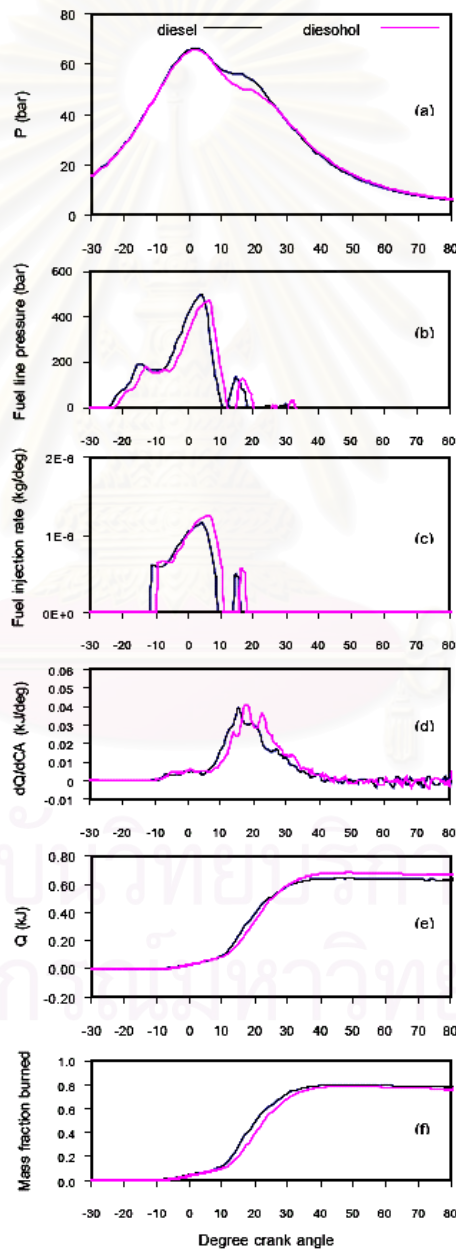 diesel diesohol
80
60
40
20
0
P (bar)
(a)
-30 -20 -10 0 10 20 30 40 50 60 70 80
600
400
200
0
Fuel line pressure (bar)
(b)
-30 -20 -10 0 10 20 30 40 50 60 70 80
2E-6
1E-6
0E+0
Fuel injection rate (kg/deg)
(c)
-30 -20 -10 0 10 20 30 40 50 60 70 80
0.06
0.05
0.04
0.03
0.02
0.01
0
-0.01
dQ/dCA (kJ/deg)
(d)
-30 -20 -10 0 10 20 30 40 50 60 70 80
0.80
0.60
0.40
0.20
0.00
-0.20
Q (kJ)
(e)
-30 -20 -10 0 10 20 30 40 50 60 70 80
1.0
0.8
0.6
0.4
0.2
0.0
Mass fraction burned
(f)
-30 -20 -10 0 10 20 30 40 50 60 70 80
Degree crank angle